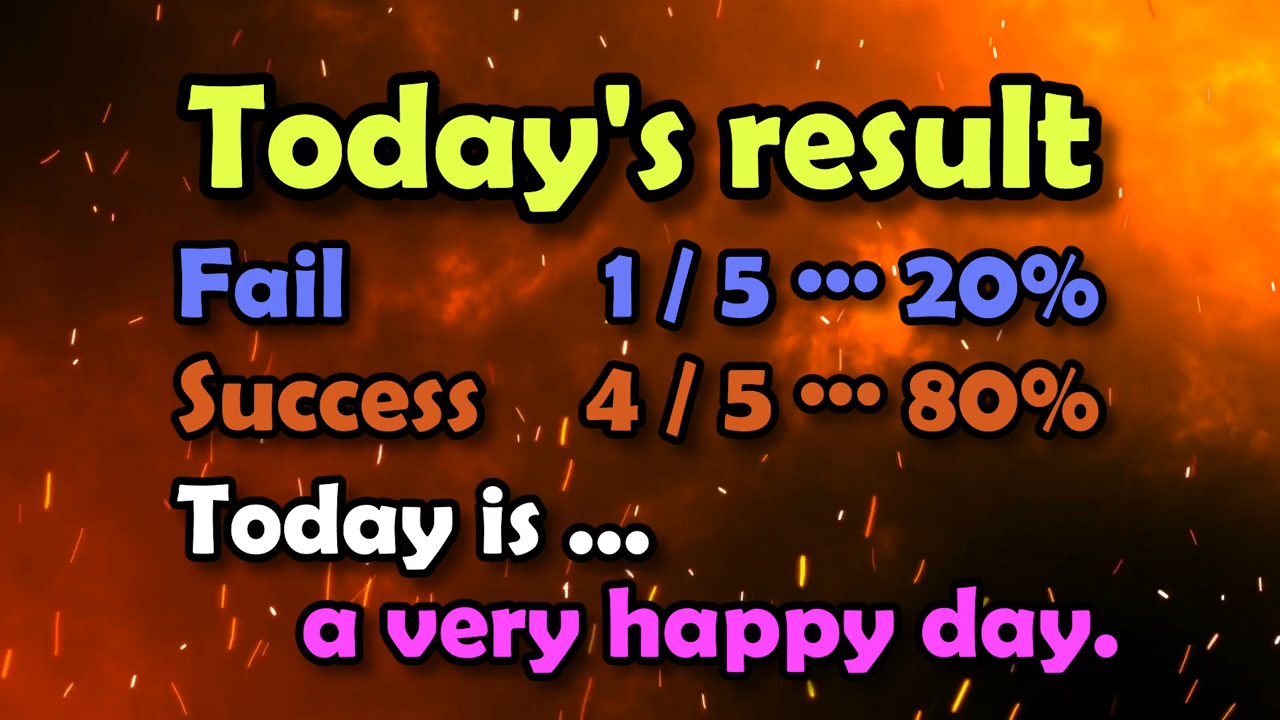 Today's result
Fail 1 / 5 ··· 20%
Success 4 / 5 ··· 80%
Today is ...
a very happy day.